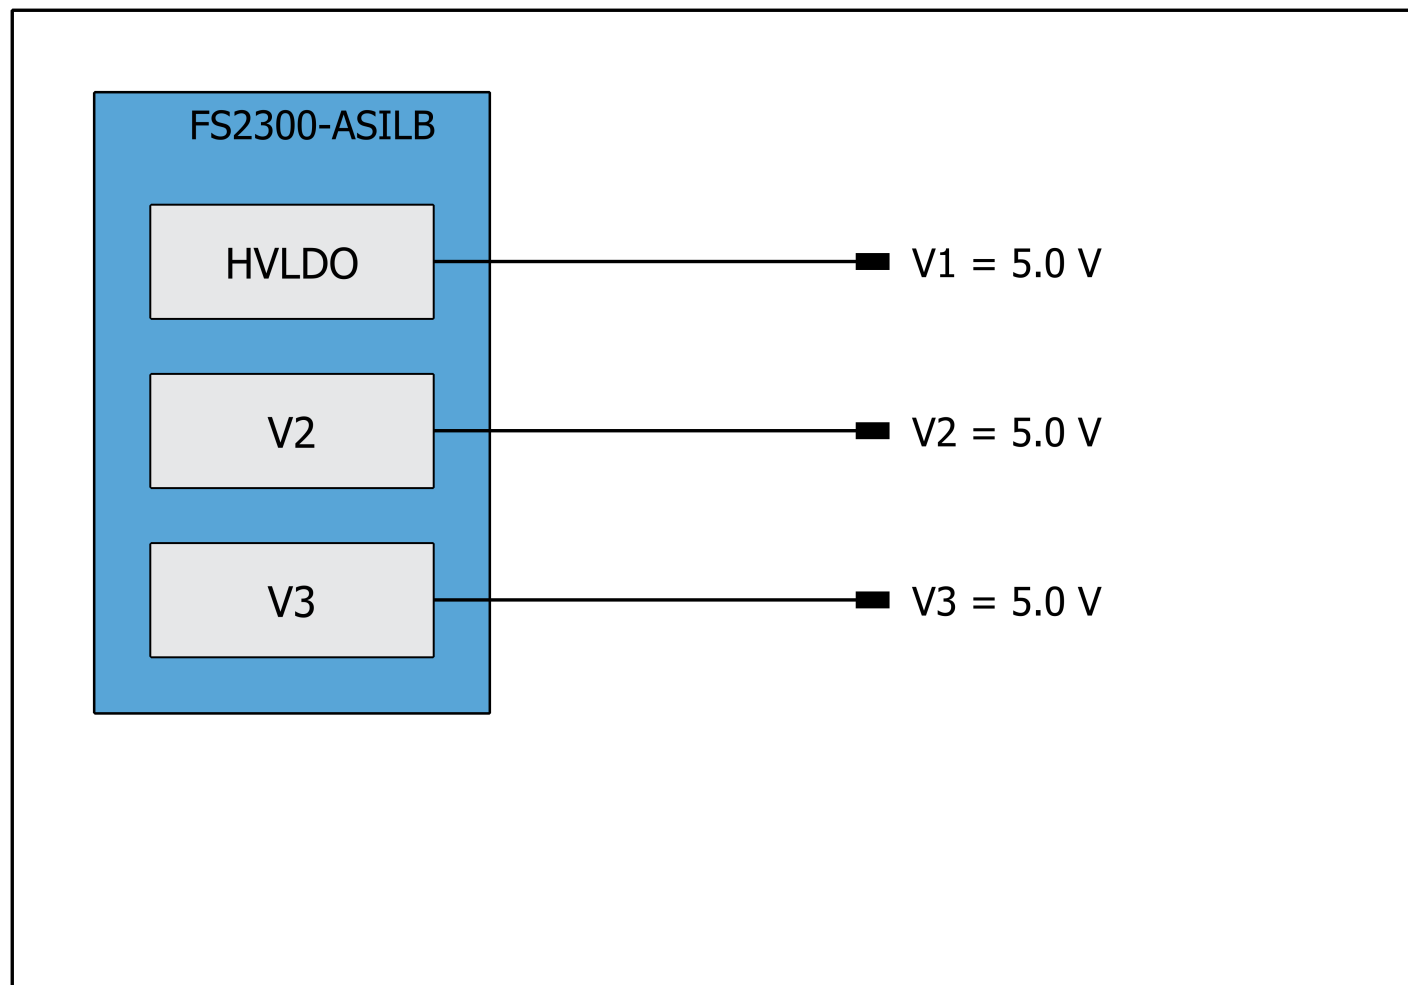 FS2300-ASILB
HVLDO
V1 = 5.0 V
V2
V2 = 5.0 V
V3
V3 = 5.0 V